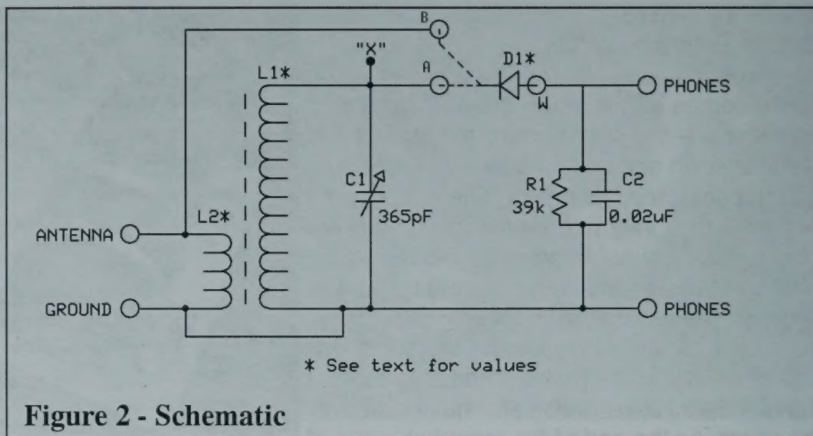 B
"X"
L1*
A
D1*
W
PHONES
C1
365pF
R1
39k
C2
0.02uF
L2*
ANTENNA
GROUND
PHONES
* See text for values
Figure 2 - Schematic